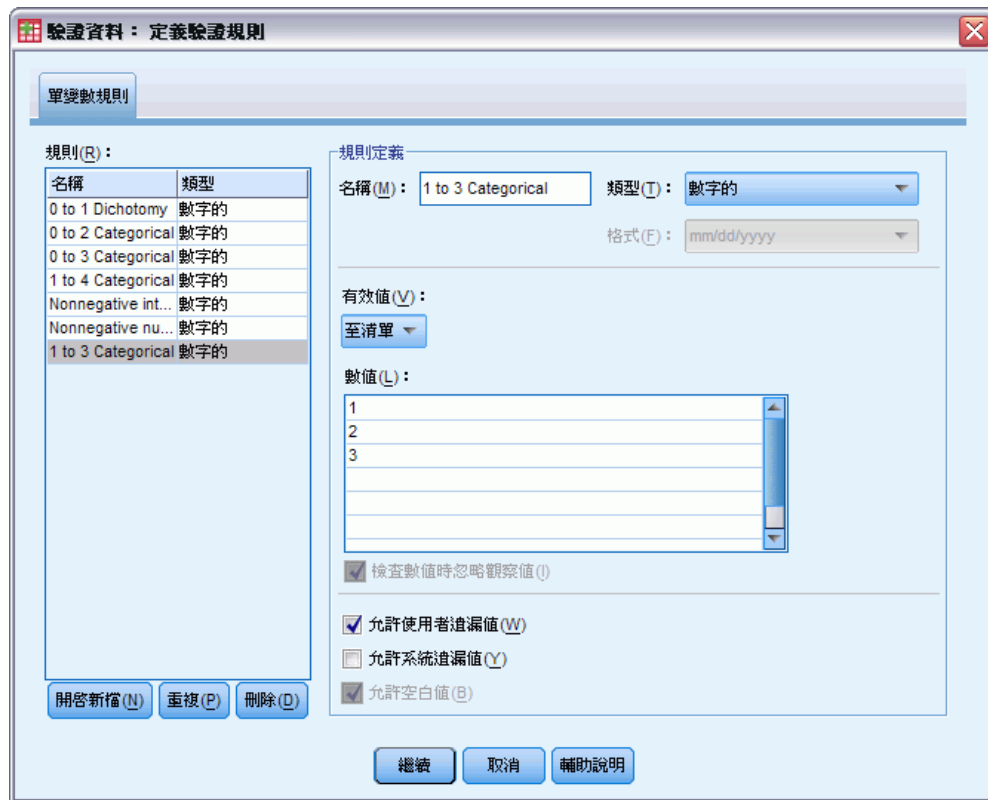 驗證資料： 定義驗證規則
單變數規則
規則(R)：
名稱 類型
0 to 1 Dichotomy 數字的
0 to 2 Categorical 數字的
0 to 3 Categorical 數字的
1 to 4 Categorical 數字的
Nonnegative int... 數字的
Nonnegative nu... 數字的
1 to 3 Categorical 數字的
開啓新檔(N) 重複(P) 刪除(D)
規則定義
名稱(M)： 1 to 3 Categorical 類型(T)： 數字的
格式(F)： mm/dd/yyyy
有效值(V)：
至清單
數值(L)：
1
2
3
檢查數值時忽略觀察值(I)
允許使用者遺漏值(W)
允許系統遺漏值(Y)
允許空白值(B)
繼續 取消 輔助說明